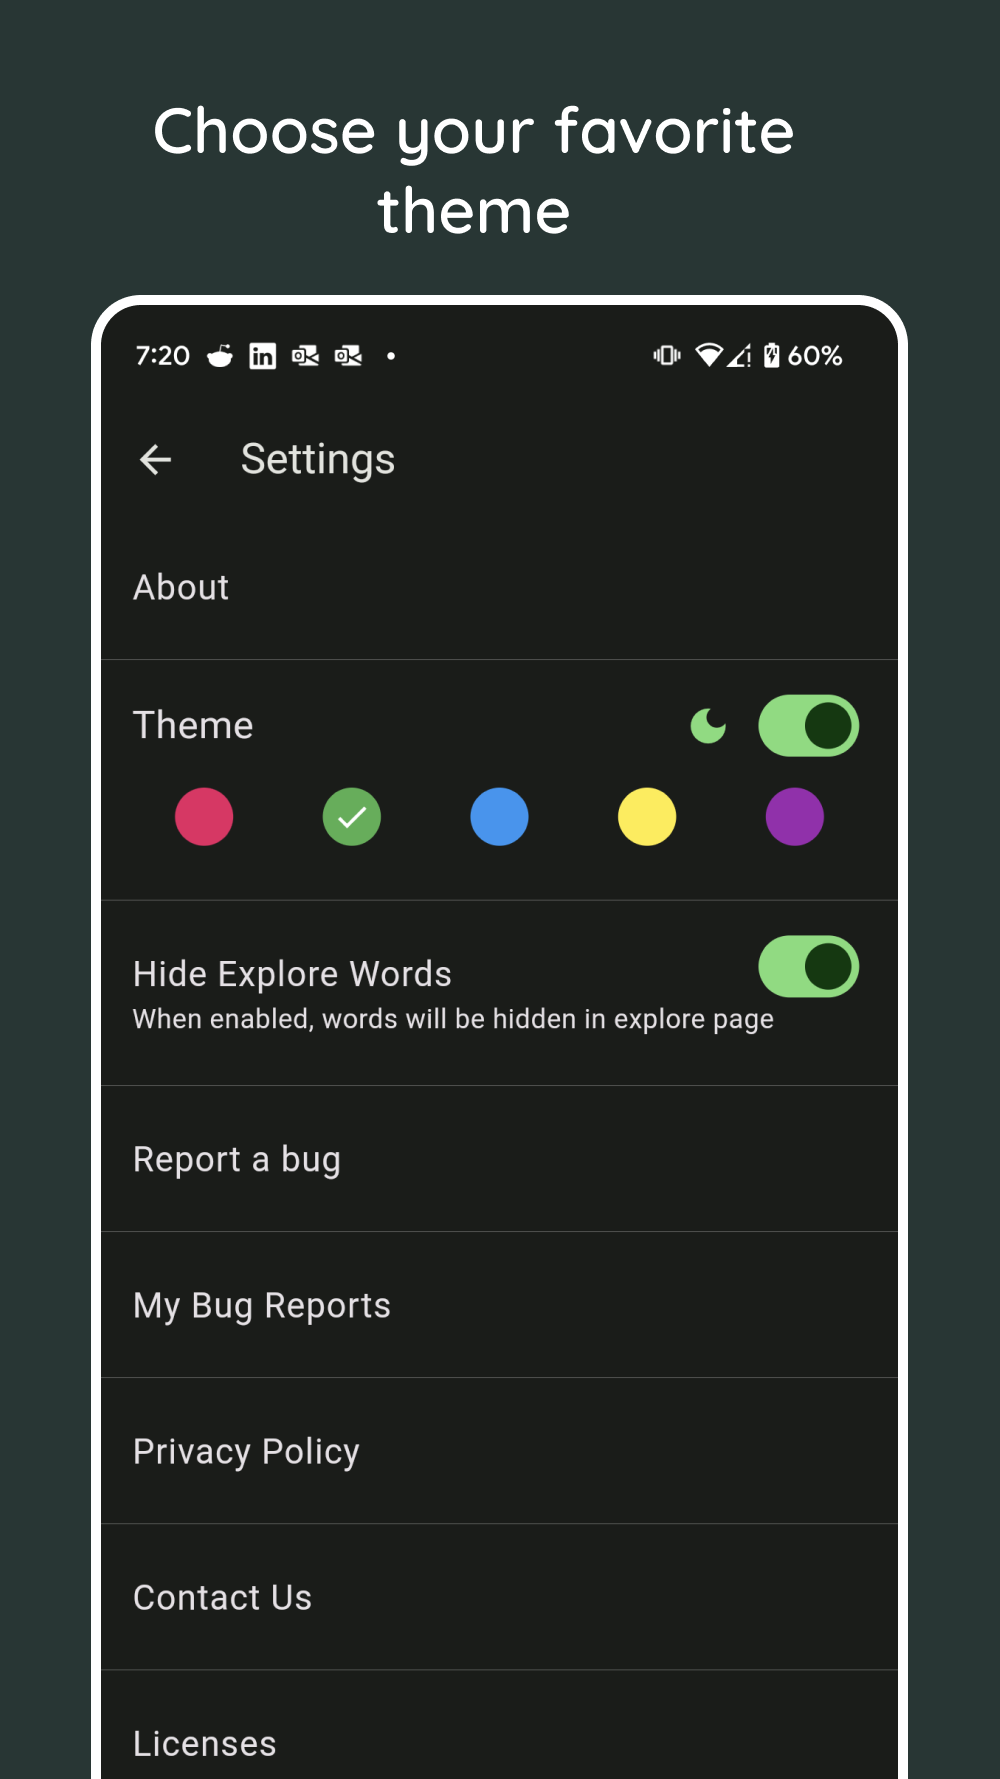 Choose your favorite
theme
7:20 in 60%
Settings
About
Theme
Hide Explore Words
When enabled, words will be hidden in explore page
Report a bug
My Bug Reports
Privacy Policy
Contact Us
Licenses